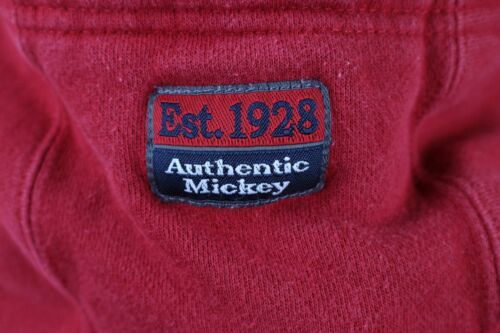 Est. 1928
Authentic
Mickey